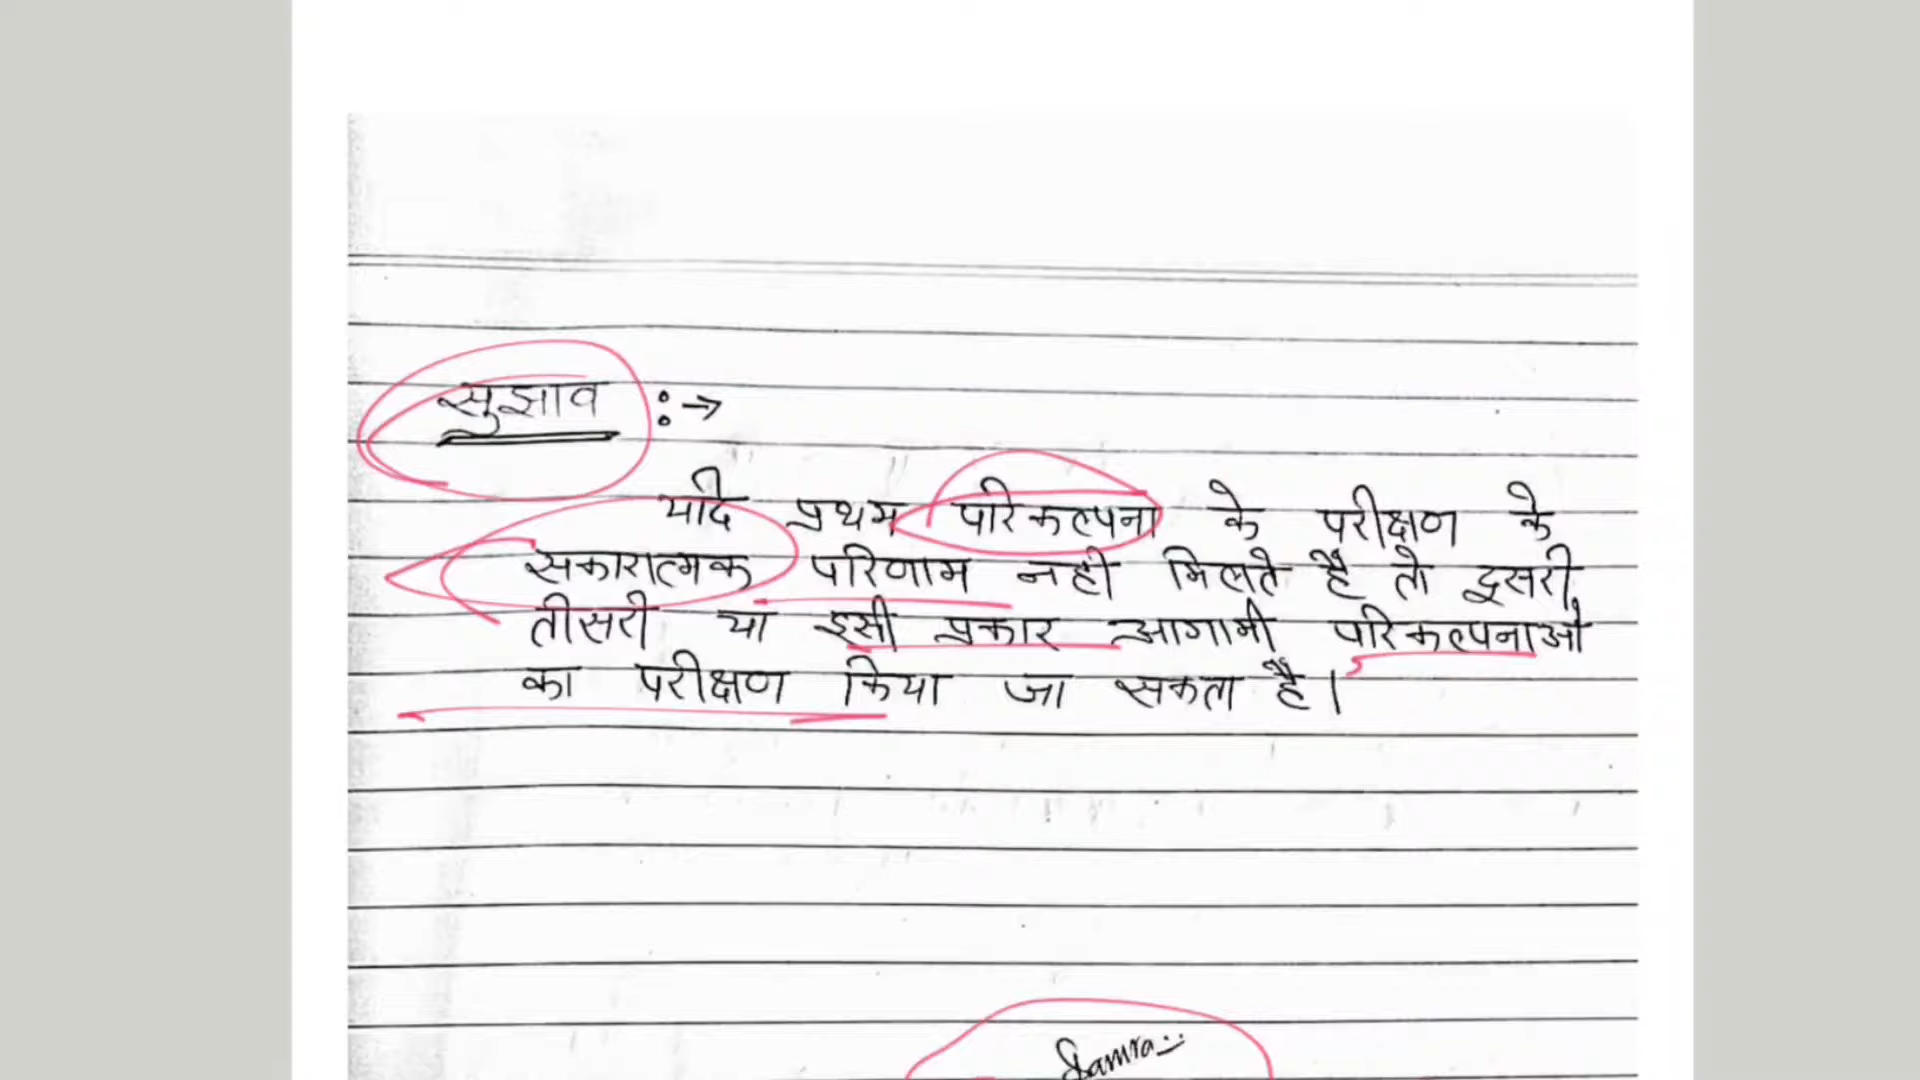 सुझाव :→
यदि प्रथम परिकल्पना के परीक्षण के
सकारात्मक परिणाम नही मिलते है तो दुसरी,
तीसरी या इसी प्रकार आगामी परिकल्पनाओ
का परीक्षण किया जा सकता है।